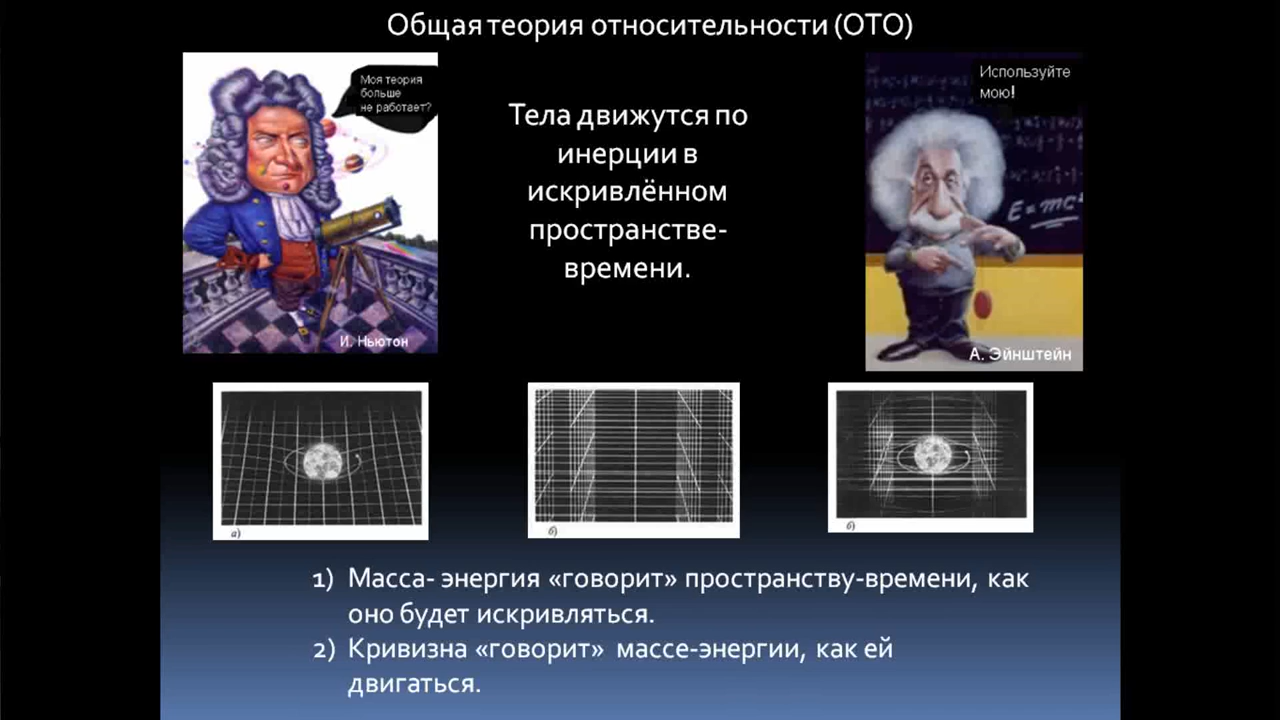 Общая теория относительности (ОТО)
Моя теория
больше
не работает?
И. Ньютон
Тела движутся по
инерции в
искривлённом
пространстве-
времени.
Используйте
мою!
E=mc²
А. Эйнштейн
а)
б)
б)
1) Масса- энергия «говорит» пространству-времени, как
оно будет искривляться.
2) Кривизна «говорит» массе-энергии, как ей
двигаться.